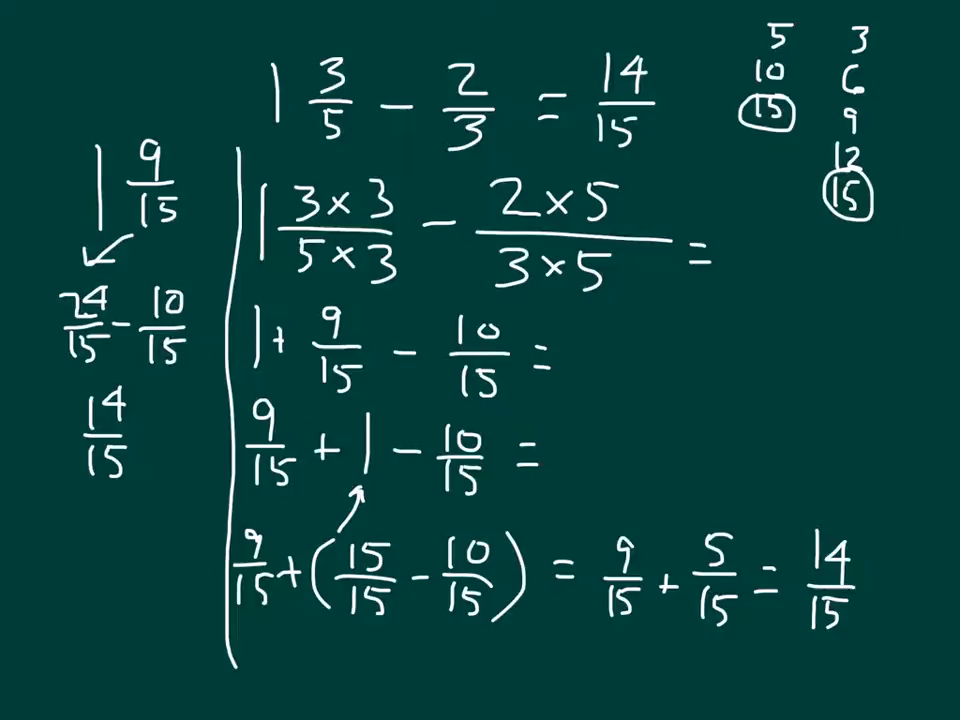 1 3/5 - 2/3 = 14/15
5 3
10 6
15 9
12
15
1 9/15
24/15 - 10/15
14/15
1 3 x 3/5 x 3 - 2 x 5/3 x 5 =
1 + 9/15 - 10/15 =
9/15 + 1 - 10/15 =
9/15 + (15/15 - 10/15) = 9/15 + 5/15 = 14/15